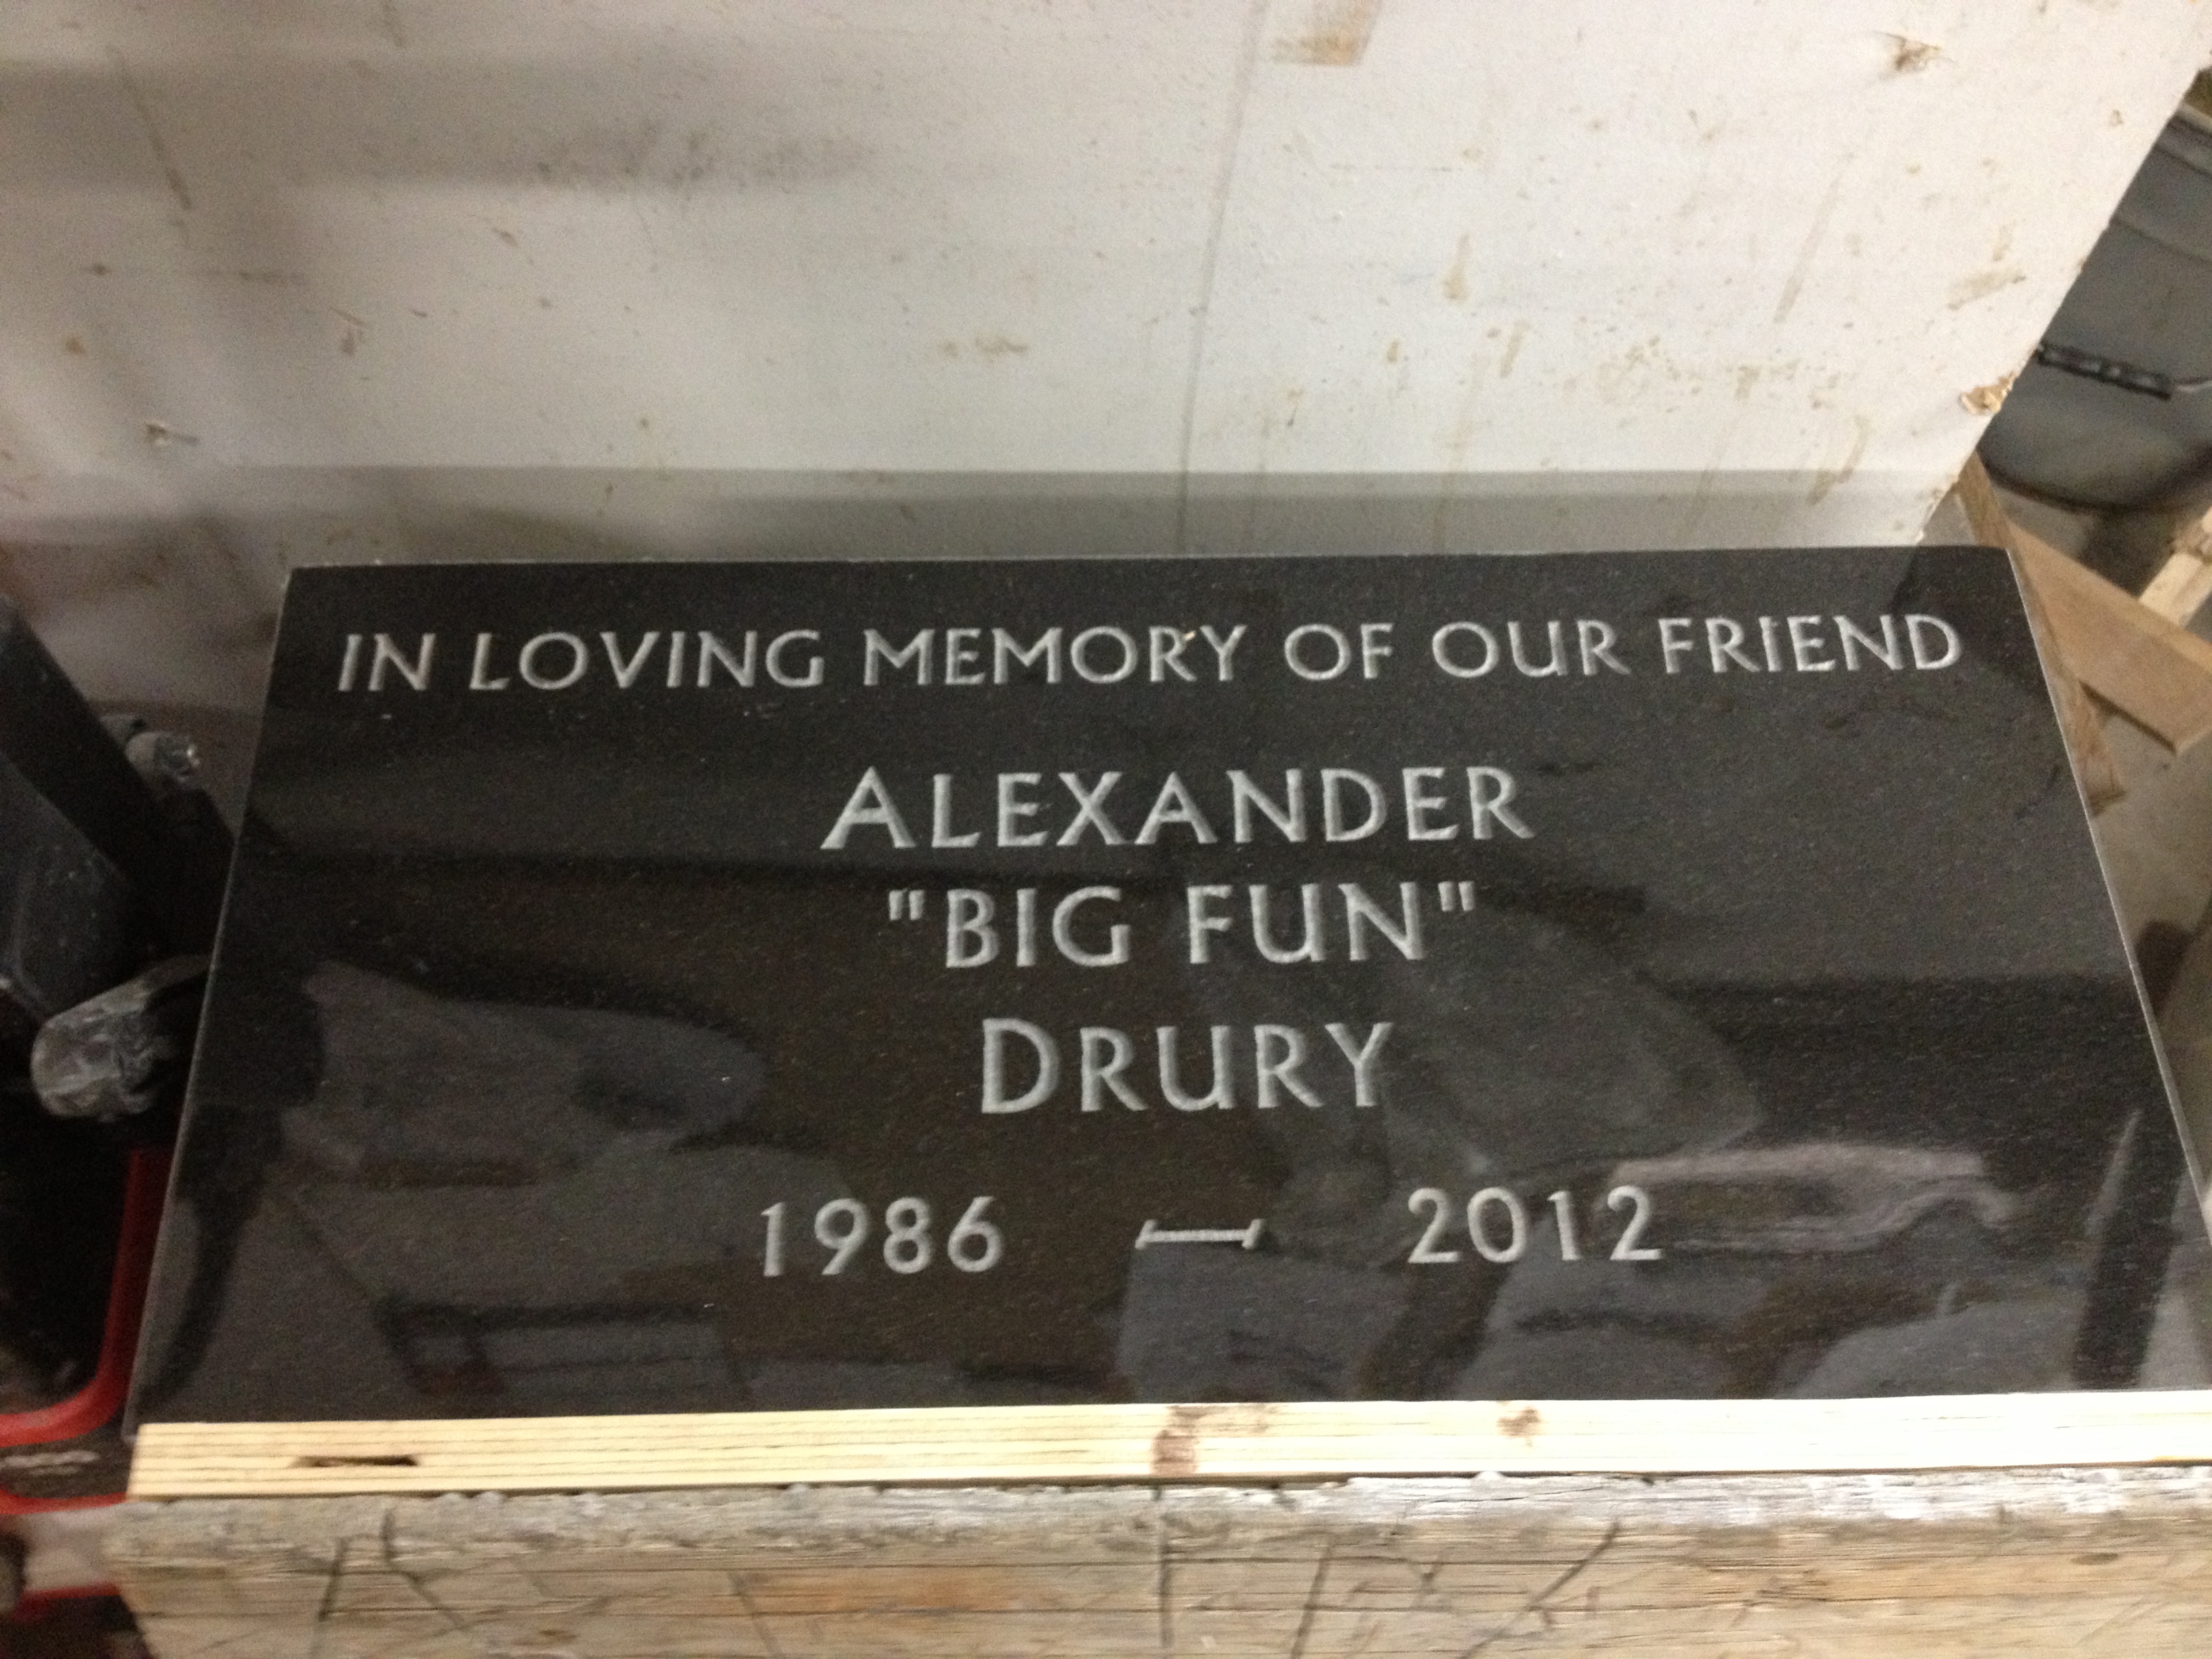 IN LOVING MEMORY OF OUR FRIEND
ALEXANDER
"BIG FUN"
DRURY
1986 — 2012